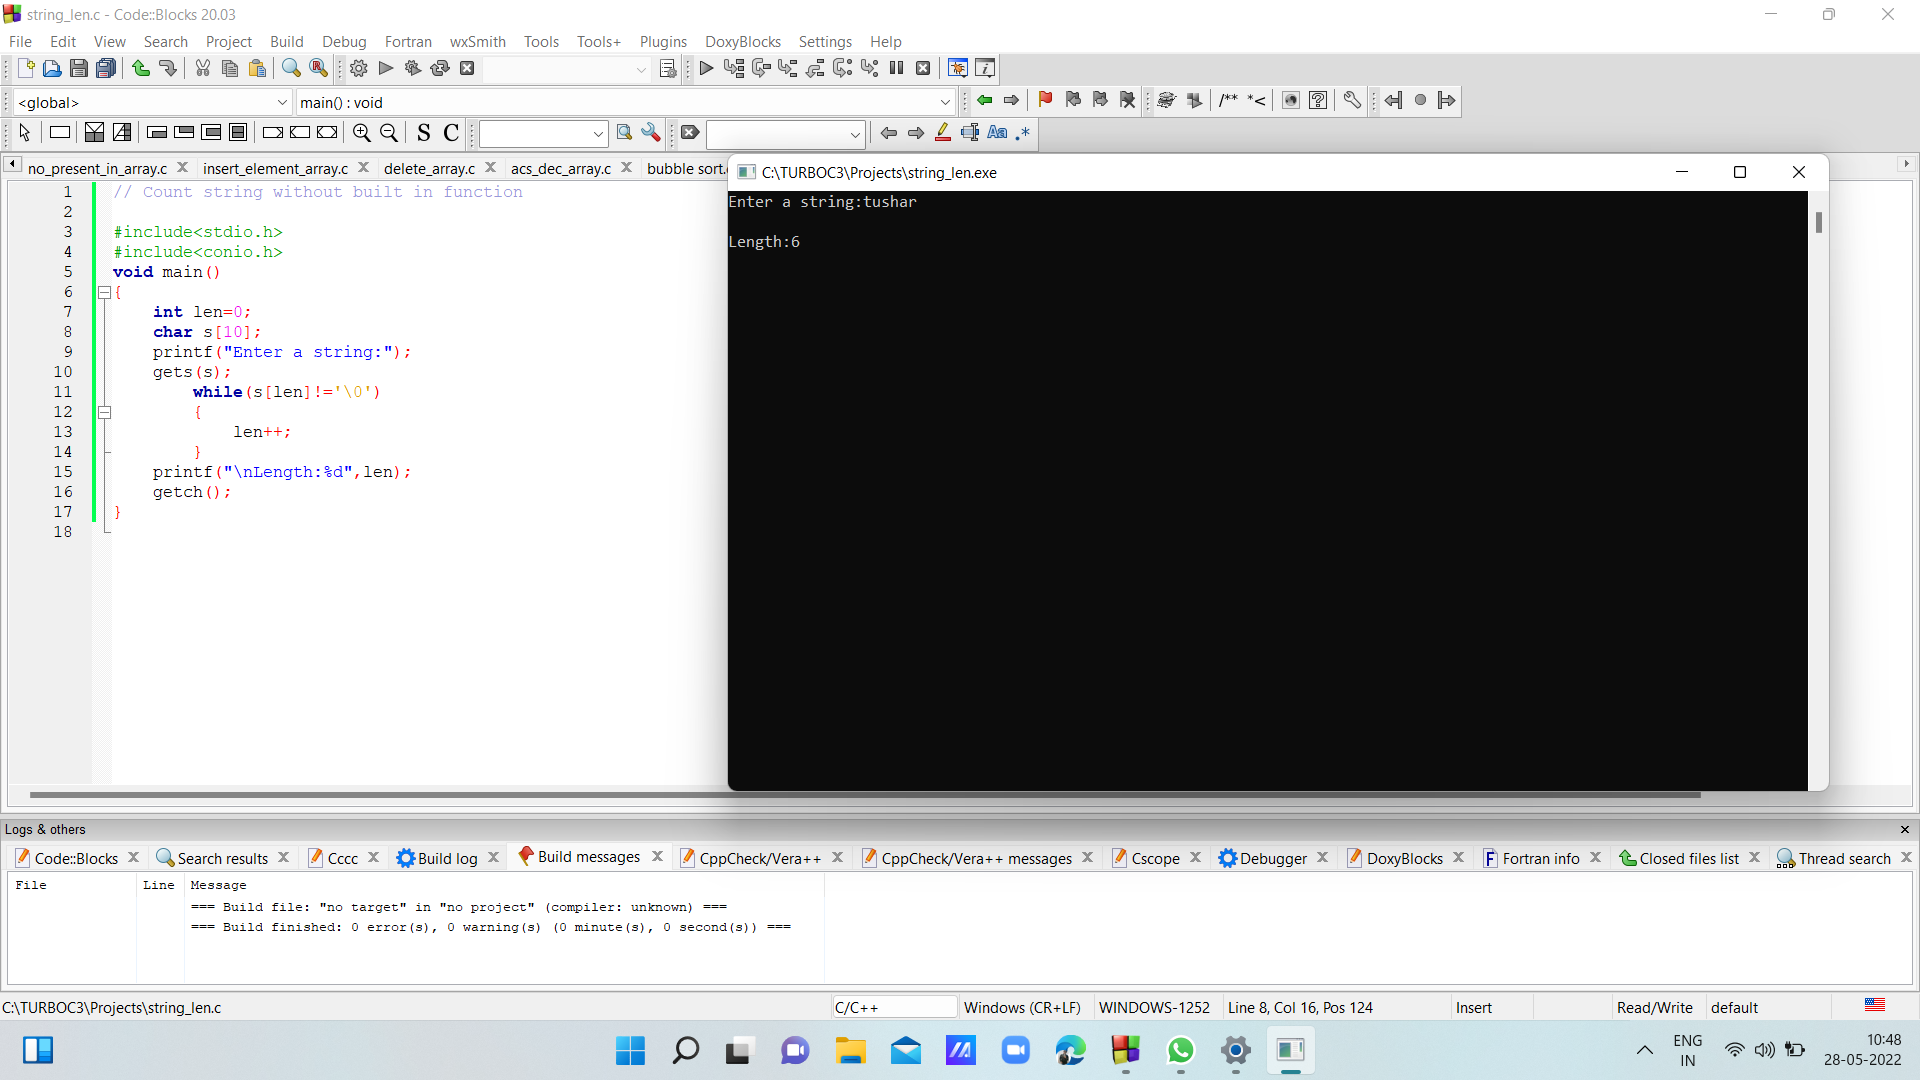 string_len.c - Code::Blocks 20.03
File Edit View Search Project Build Debug Fortran wxSmith Tools Tools+ Plugins DoxyBlocks Settings Help
<global> main() : void
/** *<
S C Aa .*
no_present_in_array.c insert_element_array.c delete_array.c acs_dec_array.c bubble sort.
C:\TURBOC3\Projects\string_len.exe
Enter a string:tushar
Length:6
1 // Count string without built in function
2
3 #include<stdio.h>
4 #include<conio.h>
5 void main()
6 {
7 int len=0;
8 char s[10];
9 printf("Enter a string:");
10 gets(s);
11 while(s[len]!='\0')
12 {
13 len++;
14 }
15 printf("\nLength:%d",len);
16 getch();
17 }
18
Logs & others
Code::Blocks Search results Cccc Build log Build messages CppCheck/Vera++ CppCheck/Vera++ messages Cscope Debugger DoxyBlocks Fortran info Closed files list Thread search
File Line Message
=== Build file: "no target" in "no project" (compiler: unknown) ===
=== Build finished: 0 error(s), 0 warning(s) (0 minute(s), 0 second(s)) ===
C:\TURBOC3\Projects\string_len.c C/C++ Windows (CR+LF) WINDOWS-1252 Line 8, Col 16, Pos 124 Insert Read/Write default
ENG 10:48
IN 28-05-2022